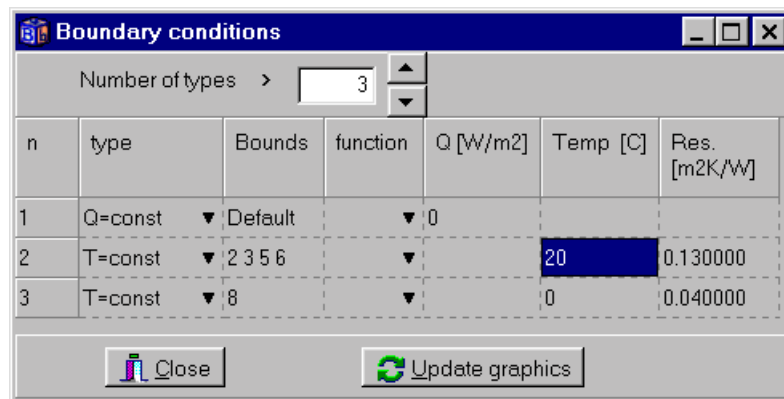 Boundary conditions
Number of types > 3
n type Bounds function Q [W/m2] Temp [C] Res. [m2K/W]
1 Q=const Default 0
2 T=const 2 3 5 6 20 0.130000
3 T=const 8 0 0.040000
Close Update graphics